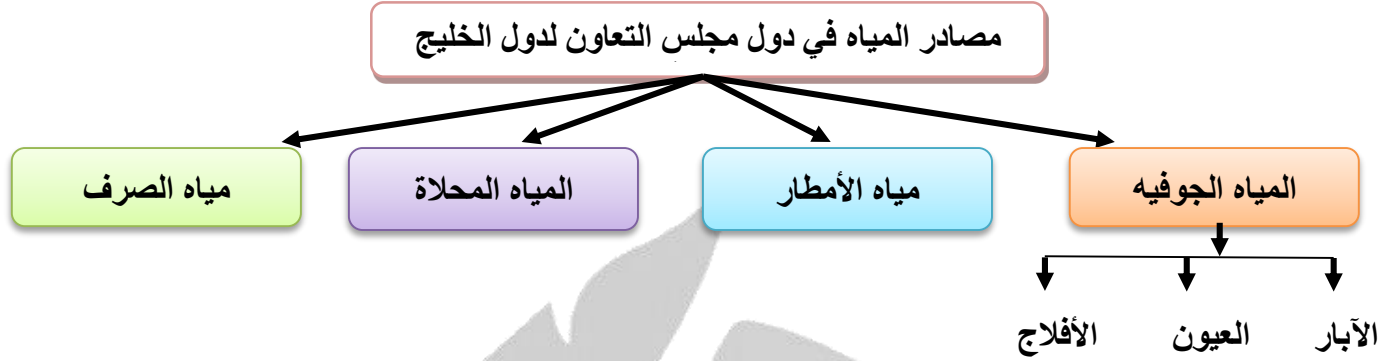 مصادر المياه في دول مجلس التعاون لدول الخليج
المياه الجوفيه
مياه الأمطار
المياه المحلاة
مياه الصرف
الآبار
العيون
الأفلاج